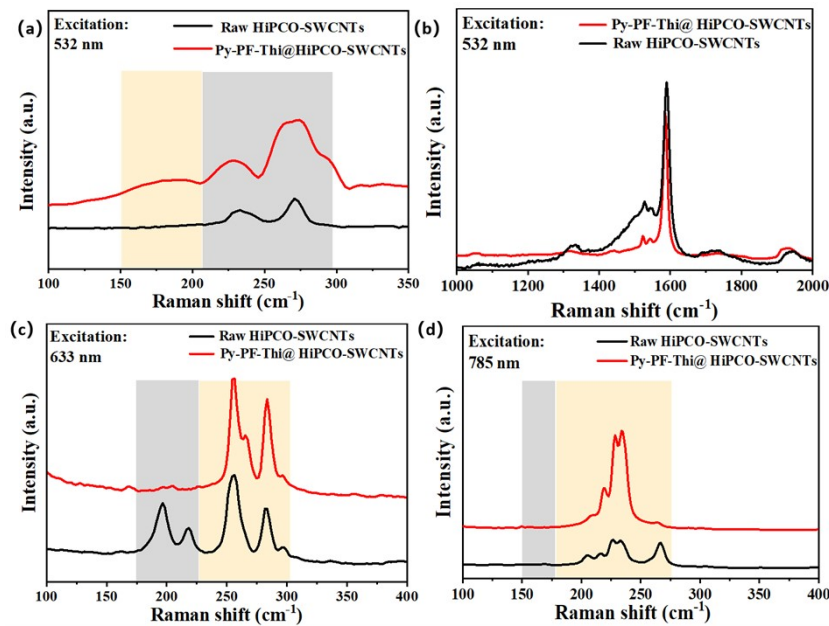 (a)
Excitation:
532 nm
Raw HiPCO-SWCNTs
Py-PF-Thi@HiPCO-SWCNTs
Intensity (a.u.)
100 150 200 250 300 350
Raman shift (cm-1)
(b)
532 nm
Py-PF-Thi@ HiPCO-SWCNTs
Raw HiPCO-SWCNTs
Intensity (a.u.)
1000 1200 1400 1600 1800 2000
Raman shift (cm-1)
(c)
Excitation:
633 nm
Raw HiPCO-SWCNTs
Py-PF-Thi@ HiPCO-SWCNTs
Intensity (a.u.)
100 150 200 250 300 350 400
Raman shift (cm-1)
(d)
Excitation:
785 nm
Raw HiPCO-SWCNTs
Py-PF-Thi@ HiPCO-SWCNTs
Intensity (a.u.)
100 150 200 250 300 350 400
Raman shift (cm-1)